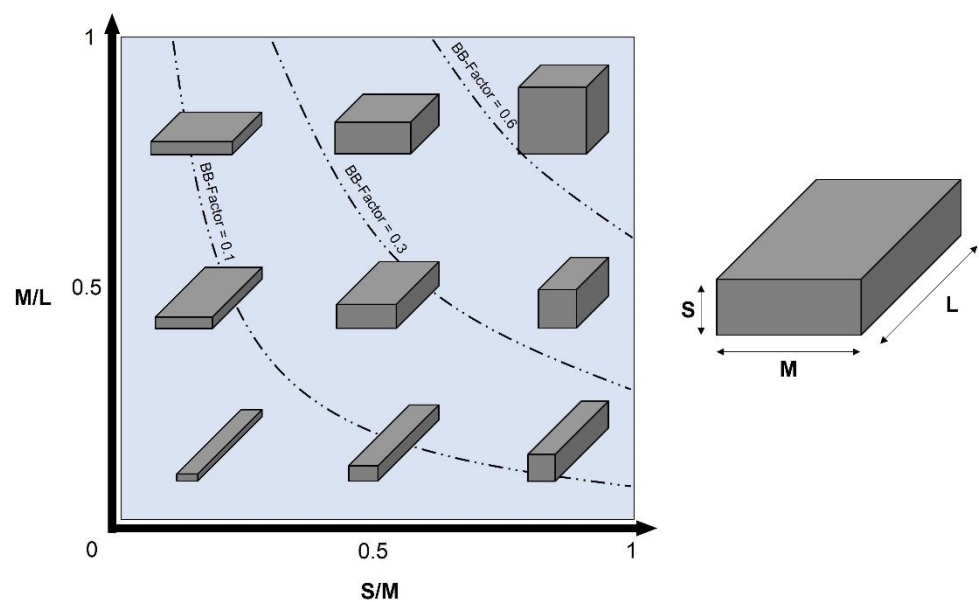 1
BB-Factor = 0.1
BB-Factor = 0.3
BB-Factor = 0.6
M/L
0.5
S
M
L
0
0.5
1
S/M